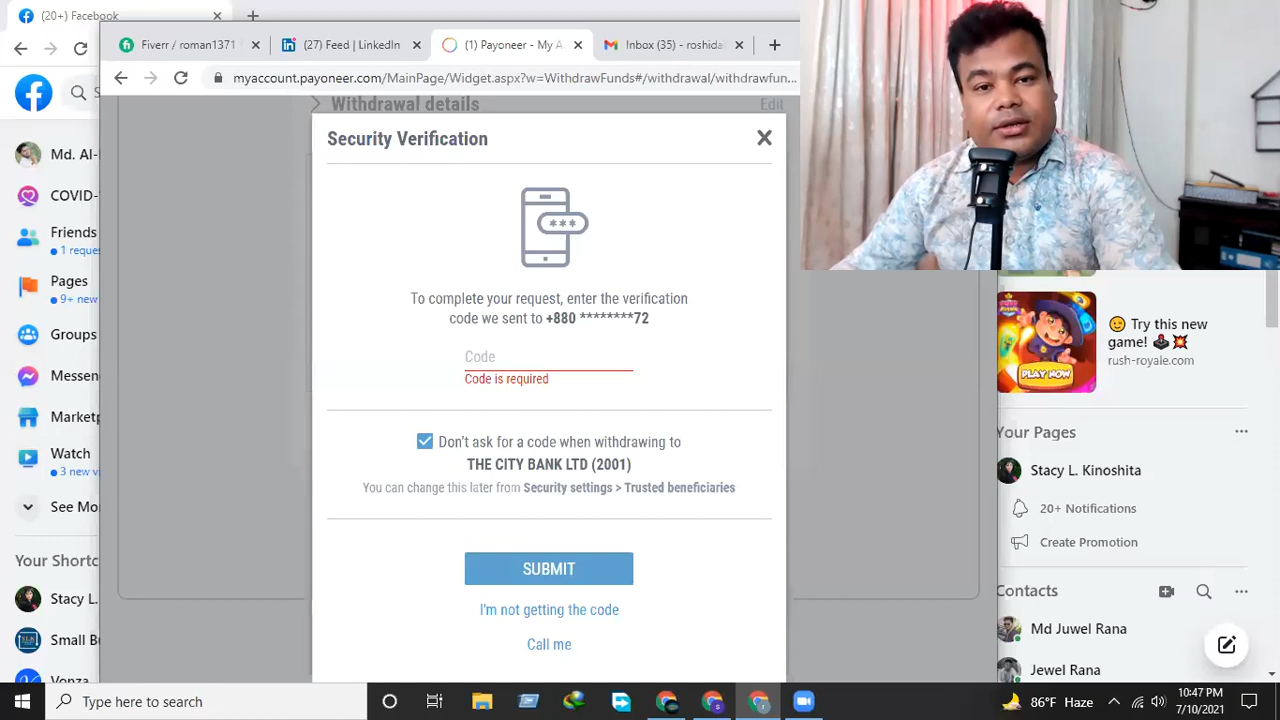 (20+) Facebook
Fiverr / roman1371
(27) Feed | LinkedIn
(1) Payoneer - My A
Inbox (35) - roshida
myaccount.payoneer.com/MainPage/Widget.aspx?w=WithdrawFunds#/withdrawal/withdrawfun...
S
Md. Al-
COVID-
Friends
1 reques
Pages
9+ new
Groups
Messen
Marketp
Watch
3 new vi
See Mo
Your Shortc
Stacy L.
Small Bu
Vonza
Withdrawal details
Edit
Security Verification
***
To complete your request, enter the verification
code we sent to +880 ********72
Code
Code is required
Don't ask for a code when withdrawing to
THE CITY BANK LTD (2001)
You can change this later from Security settings > Trusted beneficiaries
SUBMIT
I'm not getting the code
Call me
PLAY NOW
Try this new
game!
rush-royale.com
Your Pages
Stacy L. Kinoshita
20+ Notifications
Create Promotion
Contacts
Md Juwel Rana
Jewel Rana
Type here to search
86°F Haze
10:47 PM
7/10/2021